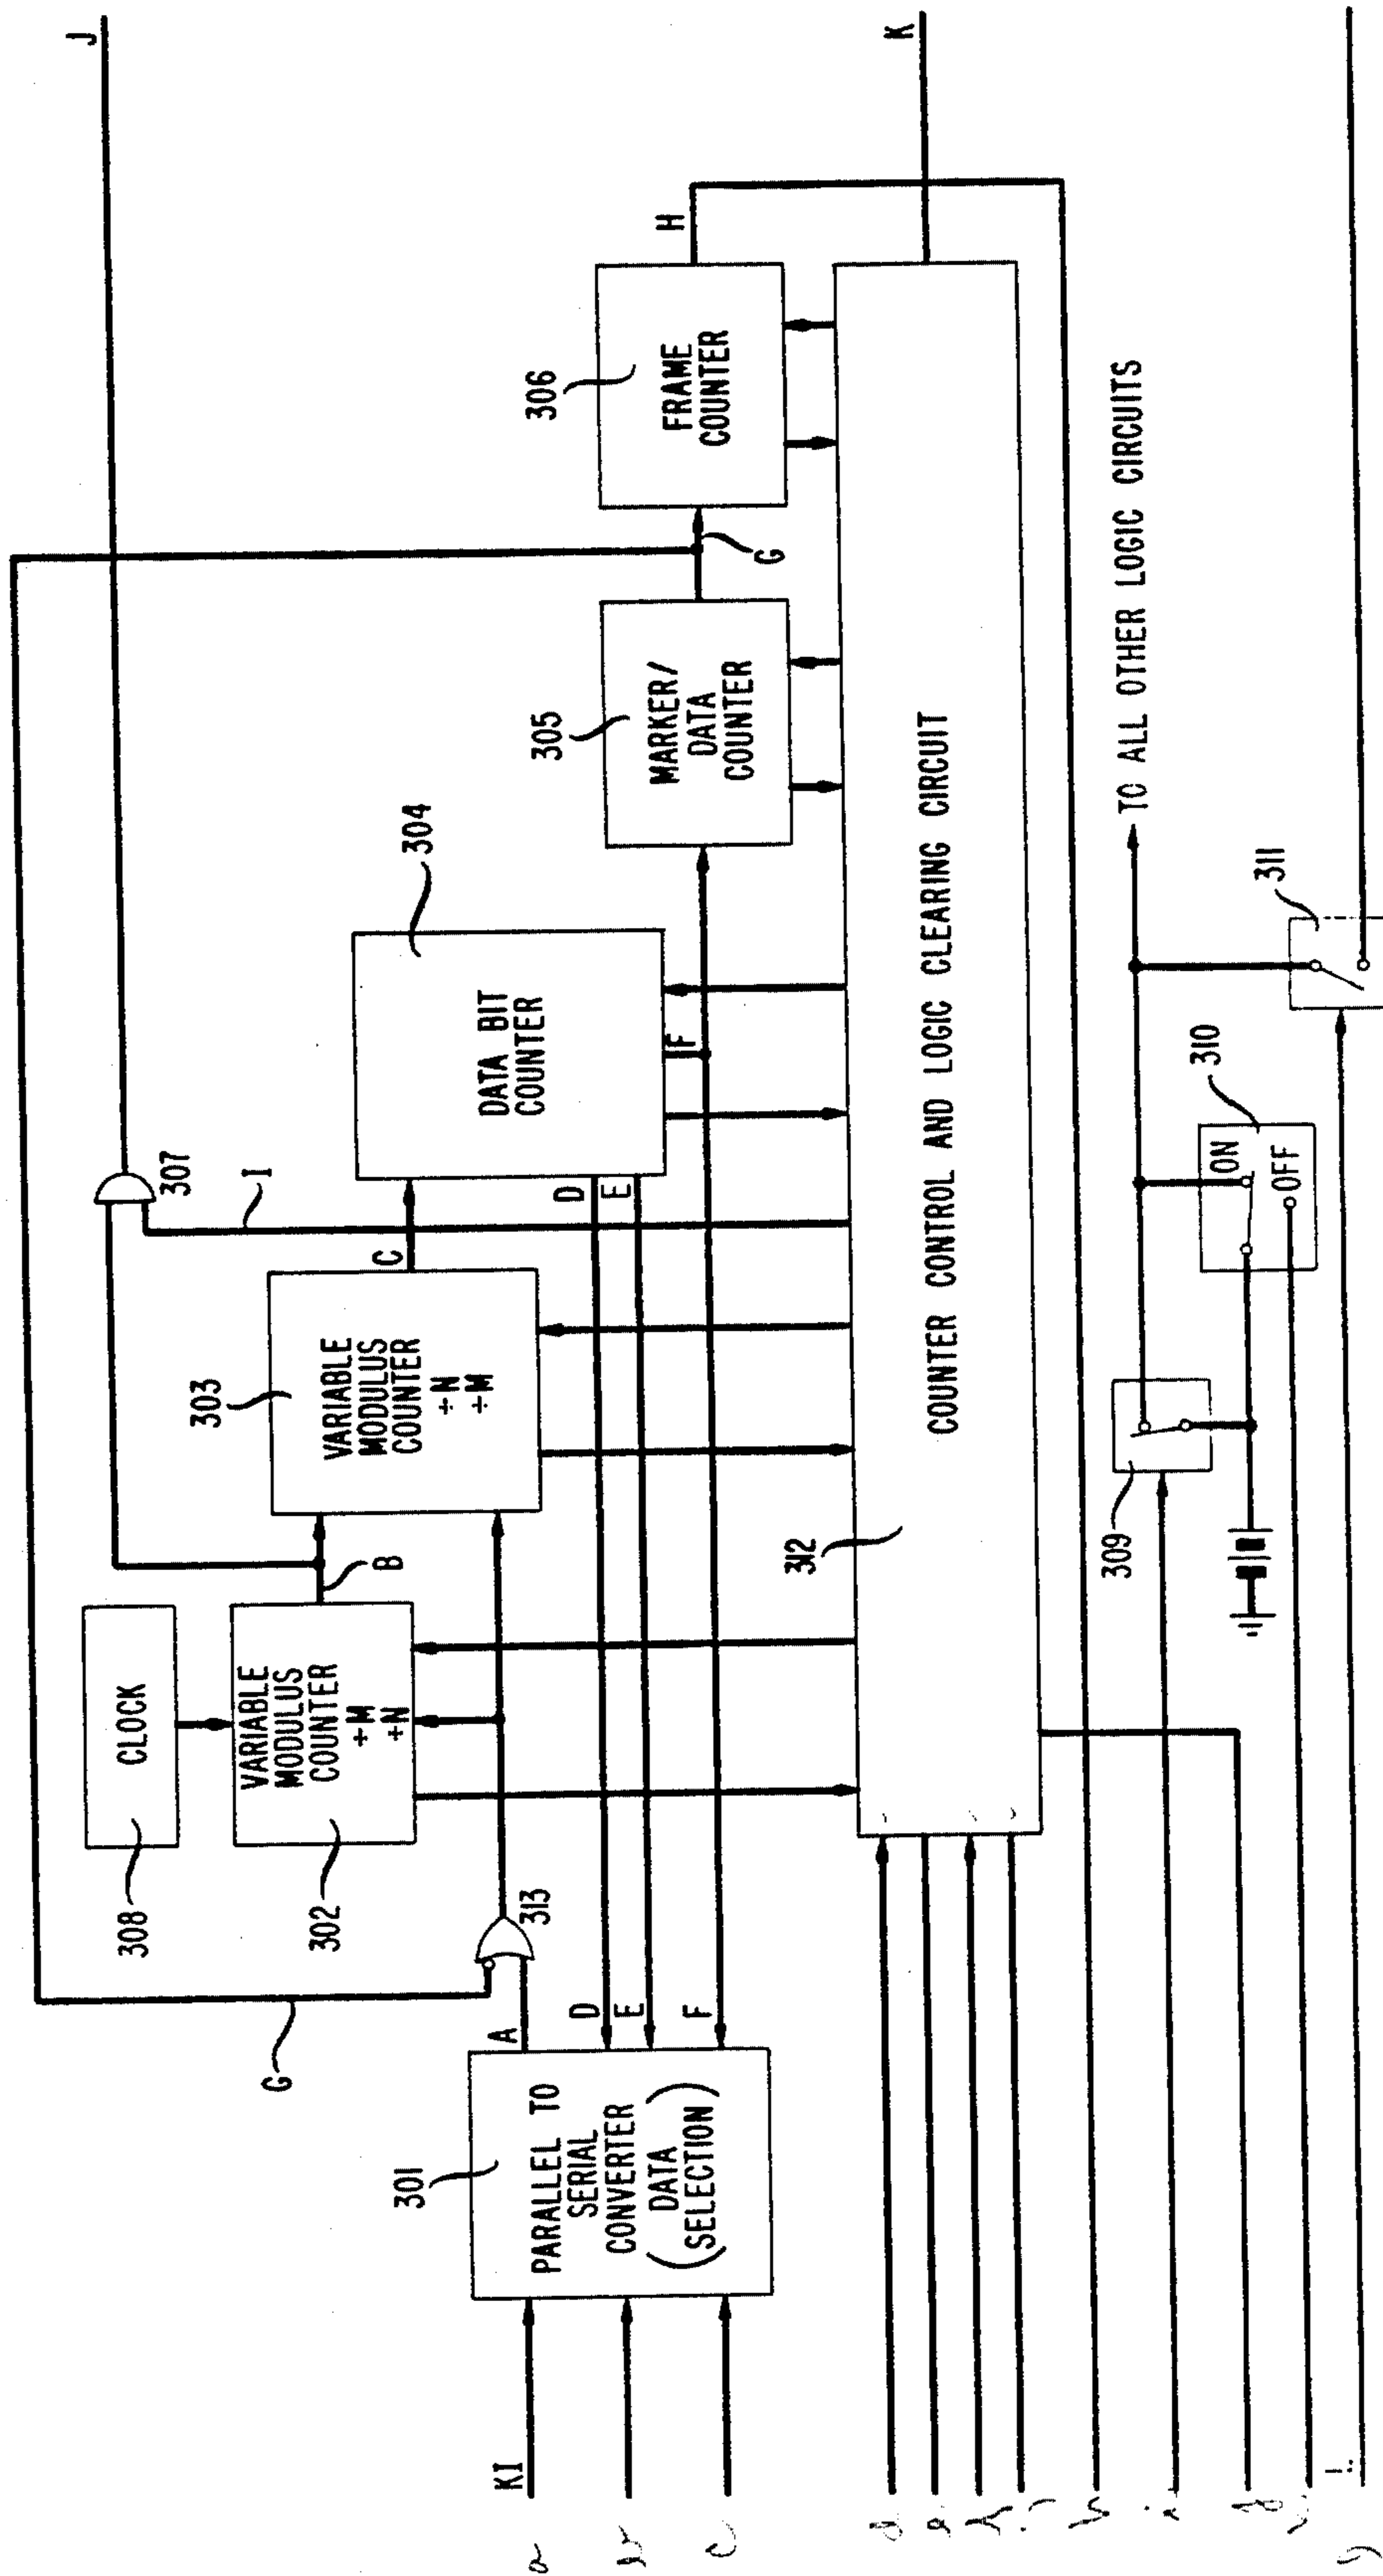 J
K
H
G
306
FRAME
COUNTER
305
MARKER/
DATA
COUNTER
304
DATA BIT
COUNTER
F
D
E
307
I
C
303
VARIABLE
MODULUS
COUNTER
÷N
÷M
B
CLOCK
308
VARIABLE
MODULUS
COUNTER
÷M
÷N
302
313
G
A
D
E
F
301
PARALLEL TO
SERIAL
CONVERTER
(DATA
SELECTION)
KI
a
b
c
COUNTER CONTROL AND LOGIC CLEARING CIRCUIT
312
TO ALL OTHER LOGIC CIRCUITS
311
310
ON
OFF
309
d
e
h
i